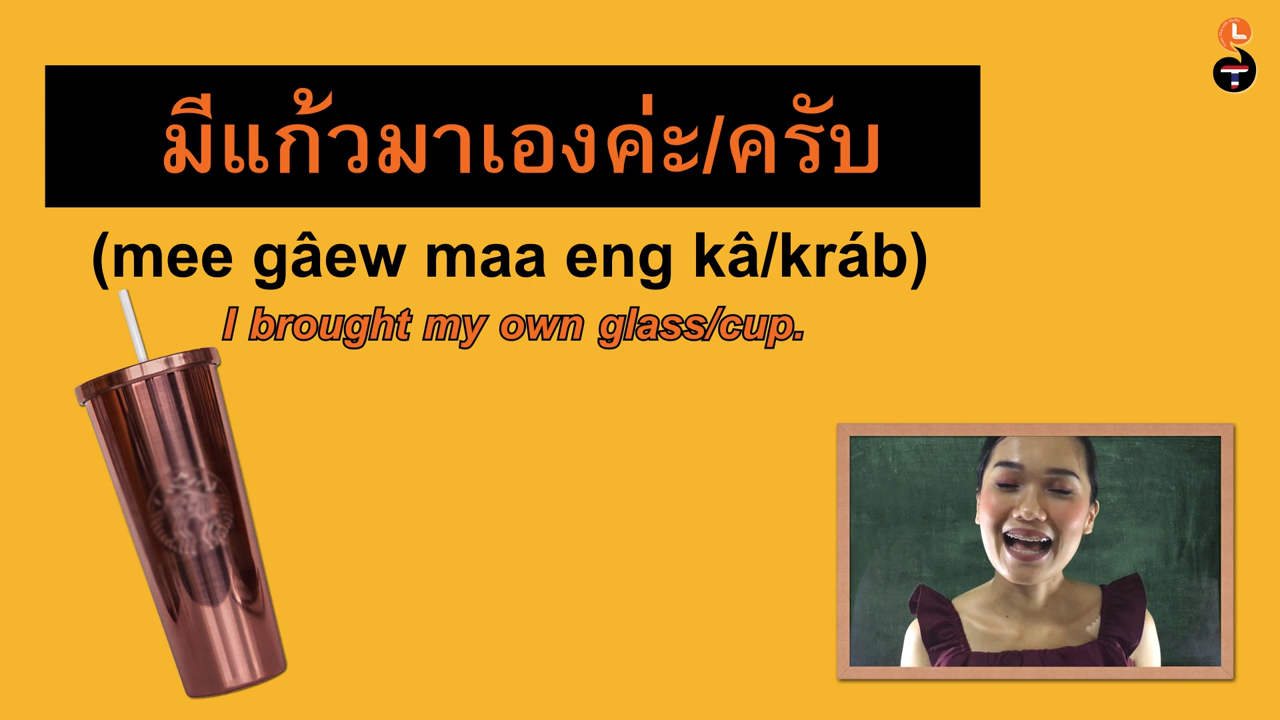 มีแก้วมาเองค่ะ/ครับ
(mee gâew maa eng kâ/kráb)
I brought my own glass/cup.
L
T